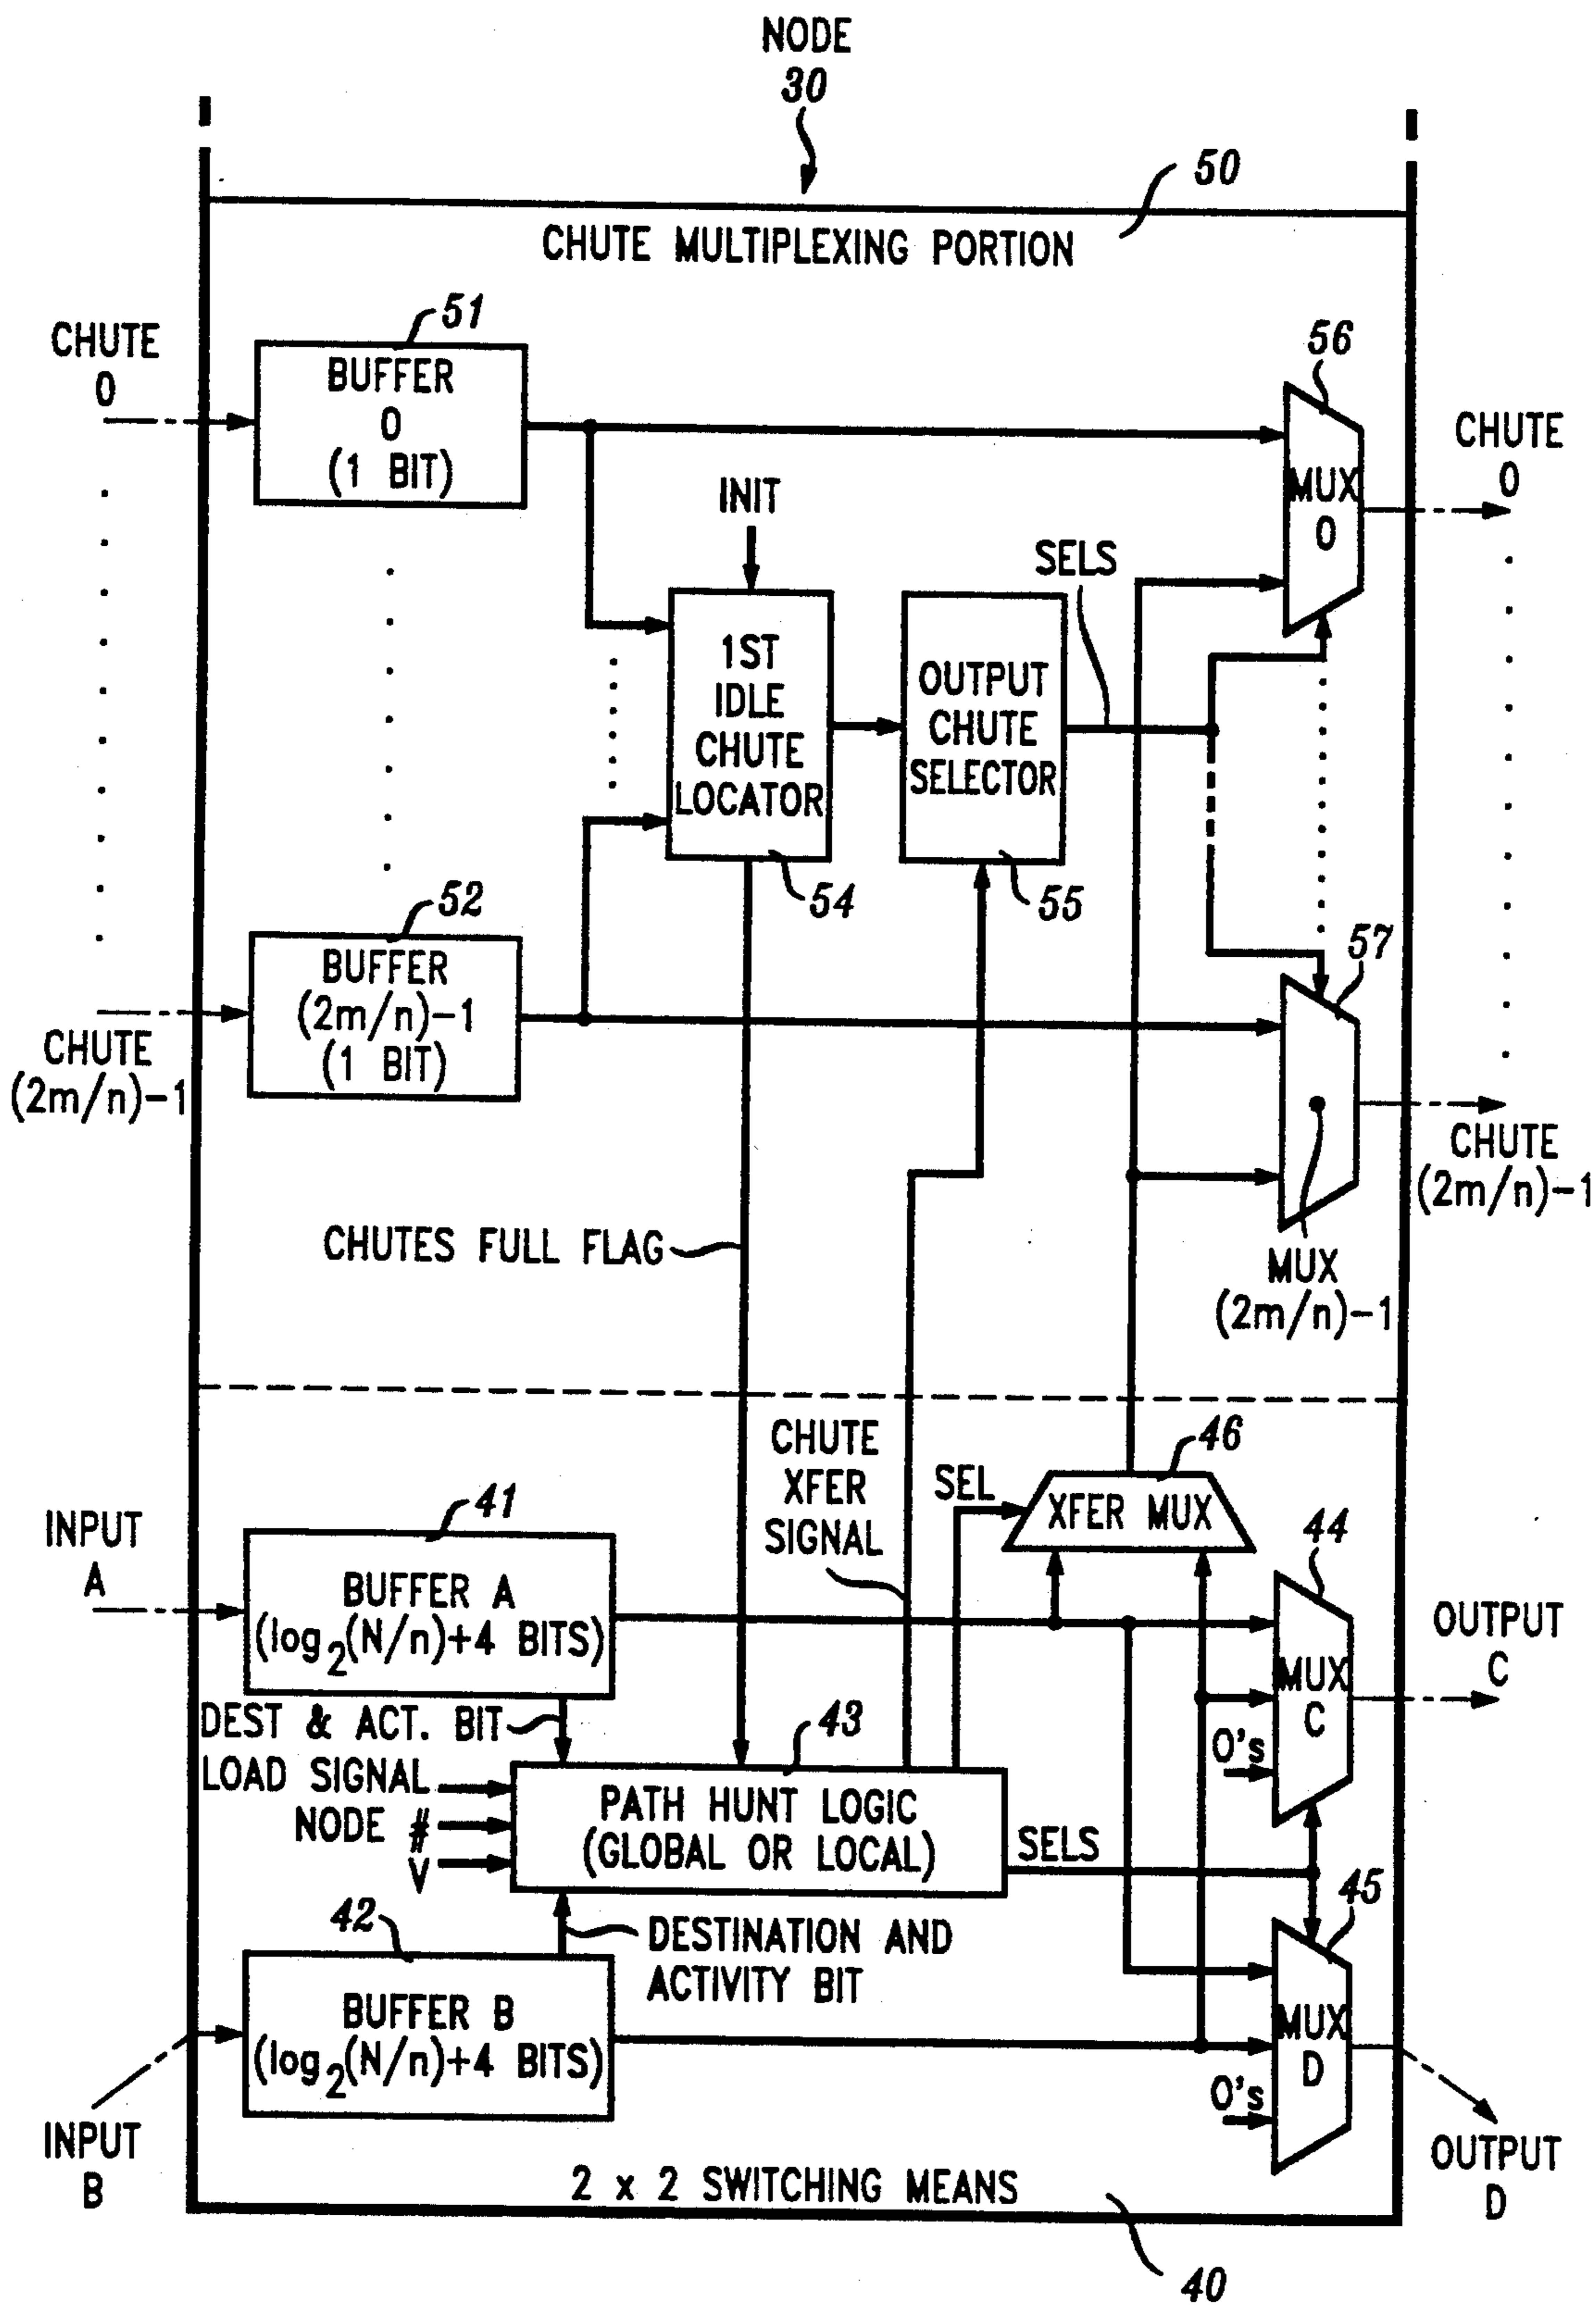 NODE
30
50
CHUTE MULTIPLEXING PORTION
51
CHUTE
0
BUFFER
0
(1 BIT)
56
MUX
0
CHUTE
0
INIT
SELS
1ST
IDLE
CHUTE
LOCATOR
OUTPUT
CHUTE
SELECTOR
54
55
52
BUFFER
(2m/n)-1
(1 BIT)
57
CHUTE
(2m/n)-1
CHUTE
(2m/n)-1
CHUTES FULL FLAG
MUX
(2m/n)-1
CHUTE
XFER
SIGNAL
SEL
46
XFER MUX
41
INPUT
A
BUFFER A
(log2(N/n)+4 BITS)
44
MUX
C
OUTPUT
C
DEST & ACT. BIT
LOAD SIGNAL
NODE #
V
43
PATH HUNT LOGIC
(GLOBAL OR LOCAL)
O's
SELS
45
42
DESTINATION AND
ACTIVITY BIT
BUFFER B
(log2(N/n)+4 BITS)
MUX
D
O's
INPUT
B
OUTPUT
D
2 x 2 SWITCHING MEANS
40